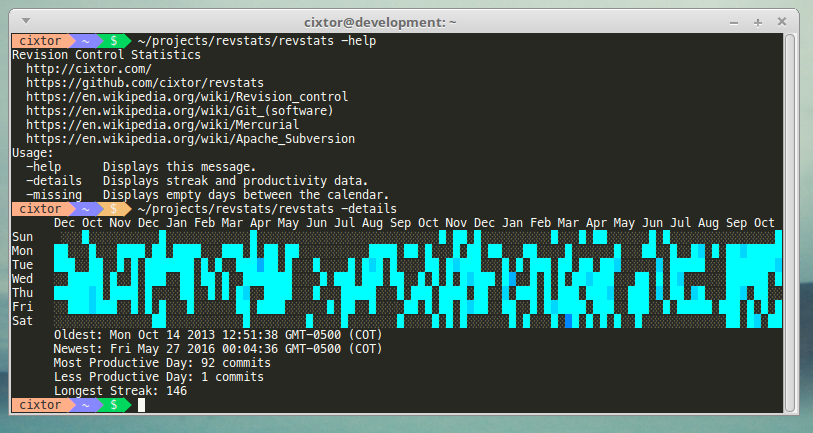 cixtor@development: ~
cixtor ~ $ ~/projects/revstats/revstats -help
Revision Control Statistics
http://cixtor.com/
https://github.com/cixtor/revstats
https://en.wikipedia.org/wiki/Revision_control
https://en.wikipedia.org/wiki/Git_(software)
https://en.wikipedia.org/wiki/Mercurial
https://en.wikipedia.org/wiki/Apache_Subversion
Usage:
-help Displays this message.
-details Displays streak and productivity data.
-missing Displays empty days between the calendar.
cixtor ~ $ ~/projects/revstats/revstats -details
Dec Oct Nov Dec Jan Feb Mar Apr May Jun Jul Aug Sep Oct Nov Dec Jan Feb Mar Apr May Jun Jul Aug Sep Oct
Sun
Mon
Tue
Wed
Thu
Fri
Sat
Oldest: Mon Oct 14 2013 12:51:38 GMT-0500 (COT)
Newest: Fri May 27 2016 00:04:36 GMT-0500 (COT)
Most Productive Day: 92 commits
Less Productive Day: 1 commits
Longest Streak: 146
cixtor ~ $